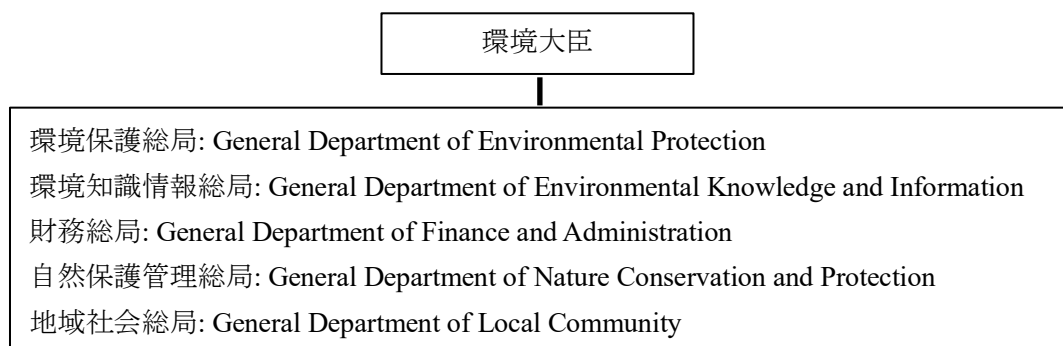 環境大臣
環境保護総局: General Department of Environmental Protection
環境知識情報総局: General Department of Environmental Knowledge and Information
財務総局: General Department of Finance and Administration
自然保護管理総局: General Department of Nature Conservation and Protection
地域社会総局: General Department of Local Community